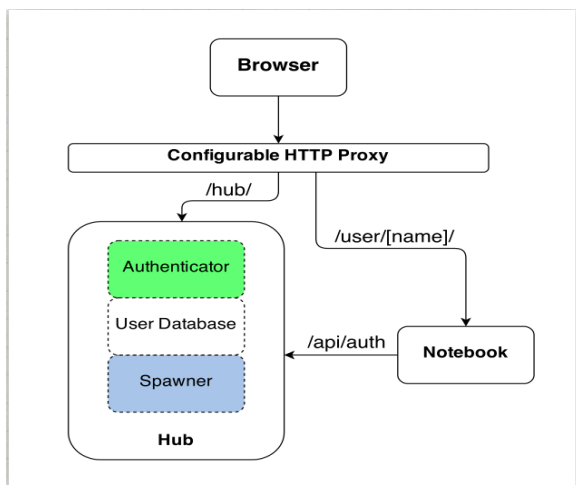 Browser
Configurable HTTP Proxy
/hub/
/user/[name]/
Authenticator
User Database
Spawner
Hub
/api/auth
Notebook